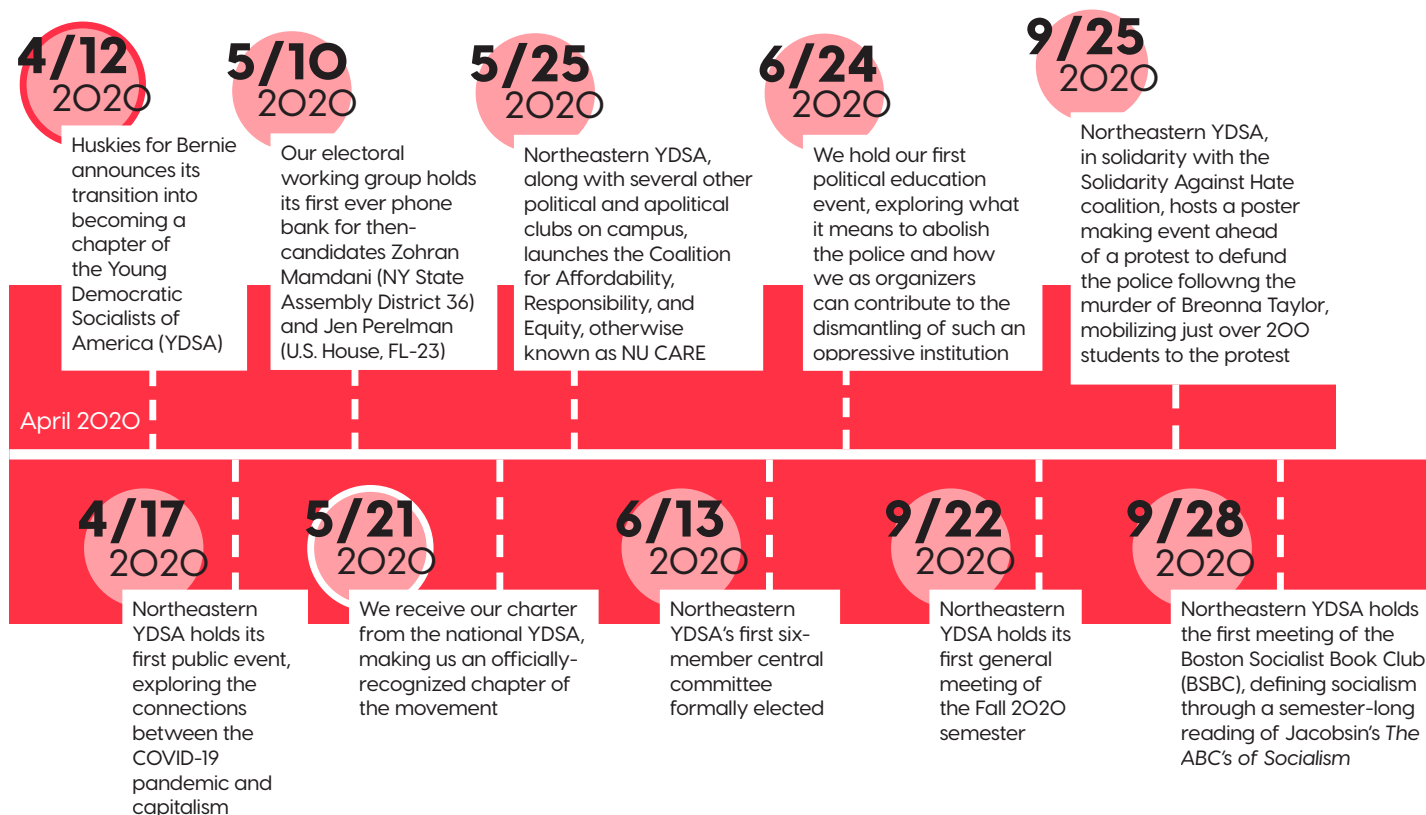 4/12
2020
Huskies for Bernie
announces its
transition into
becoming a
chapter of
the Young
Democratic
Socialists of
America (YDSA)
5/10
2020
Our electoral
working group holds
its first ever phone
bank for then-
candidates Zohran
Mamdani (NY State
Assembly District 36)
and Jen Perelman
(U.S. House, FL-23)
5/25
2020
Northeastern YDSA,
along with several other
political and apolitical
clubs on campus,
launches the Coalition
for Affordability,
Responsibility, and
Equity, otherwise
known as NU CARE
6/24
2020
We hold our first
political education
event, exploring what
it means to abolish
the police and how
we as organizers
can contribute to the
dismantling of such an
oppressive institution
9/25
2020
Northeastern YDSA,
in solidarity with the
Solidarity Against Hate
coalition, hosts a poster
making event ahead
of a protest to defund
the police followng the
murder of Breonna Taylor,
mobilizing just over 200
students to the protest
April 2020
4/17
2020
Northeastern
YDSA holds its
first public event,
exploring the
connections
between the
COVID-19
pandemic and
capitalism
5/21
2020
We receive our charter
from the national YDSA,
making us an officially-
recognized chapter of
the movement
6/13
2020
Northeastern
YDSA's first six-
member central
committee
formally elected
9/22
2020
Northeastern
YDSA holds its
first general
meeting of
the Fall 2020
semester
9/28
2020
Northeastern YDSA holds
the first meeting of the
Boston Socialist Book Club
(BSBC), defining socialism
through a semester-long
reading of Jacobsin's The
ABC's of Socialism